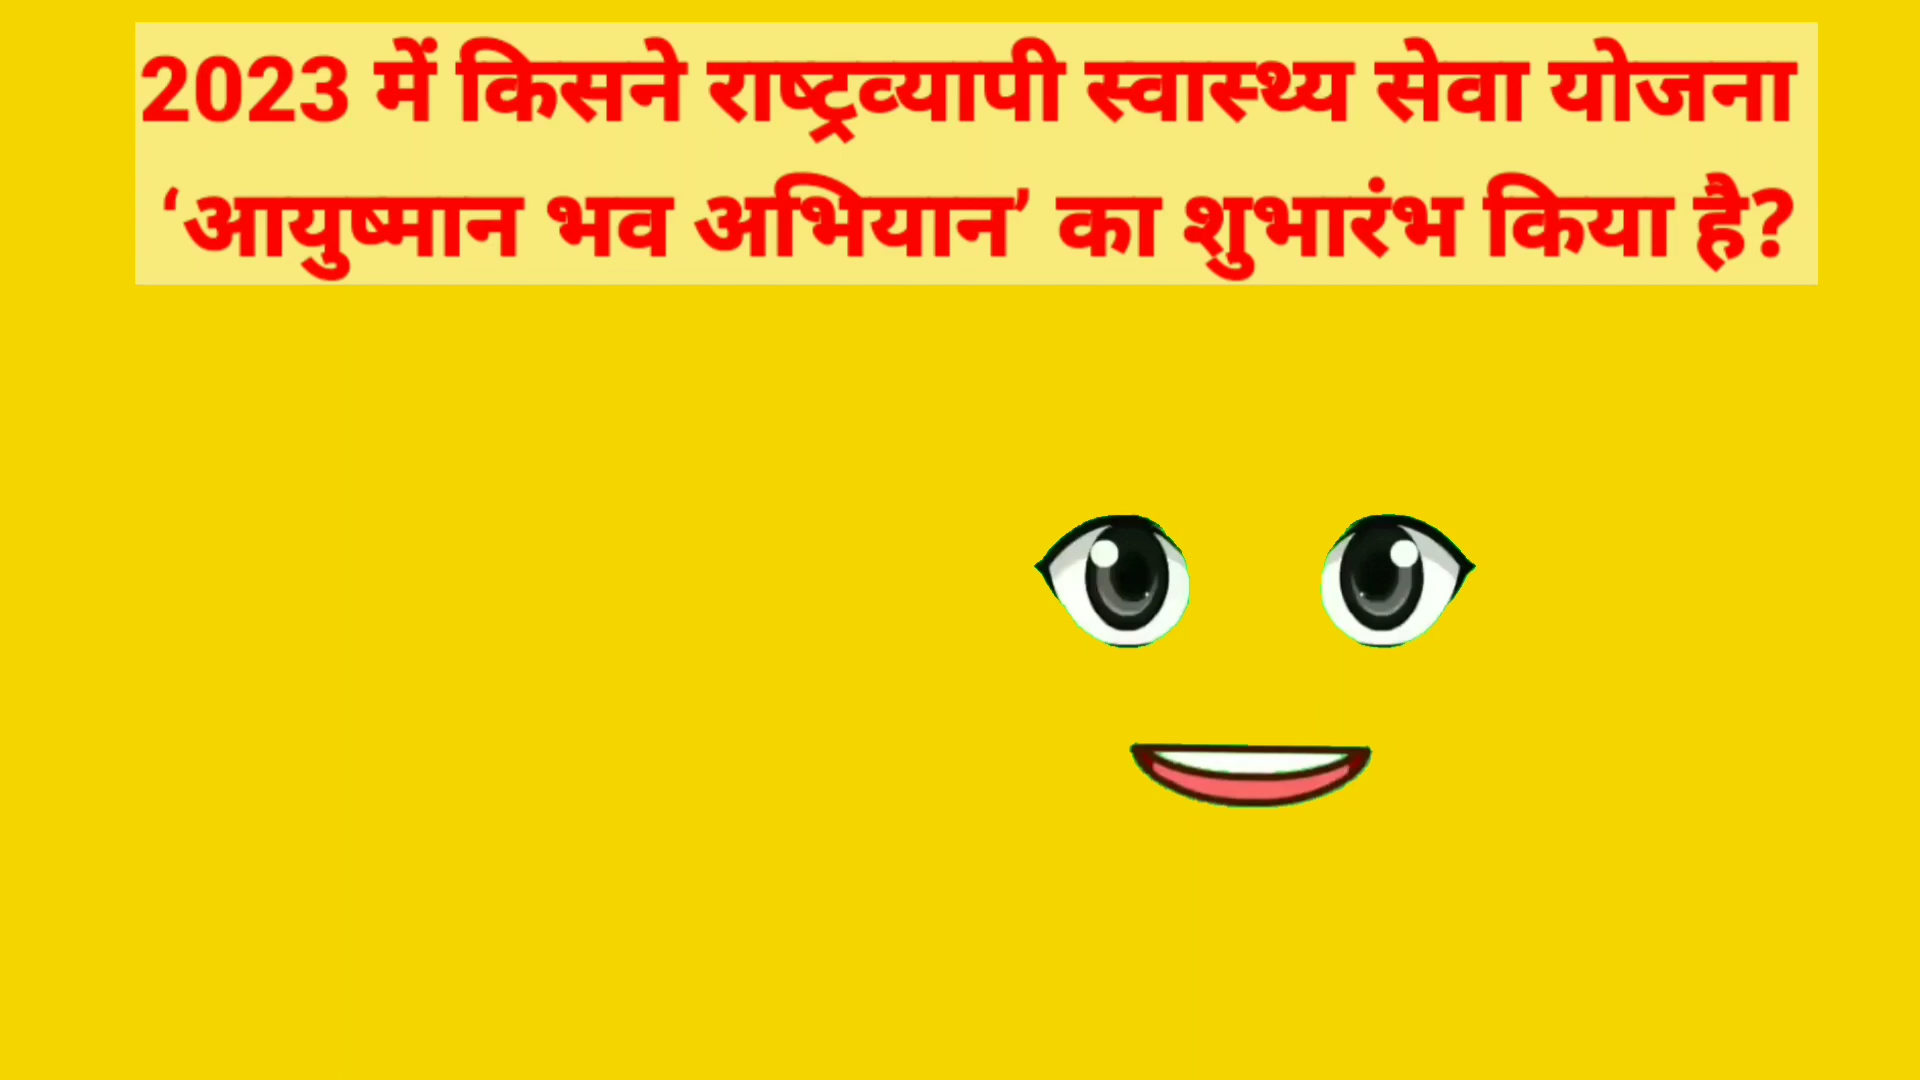 2023 में किसने राष्ट्रव्यापी स्वास्थ्य सेवा योजना
‘आयुष्मान भव अभियान’ का शुभारंभ किया है?